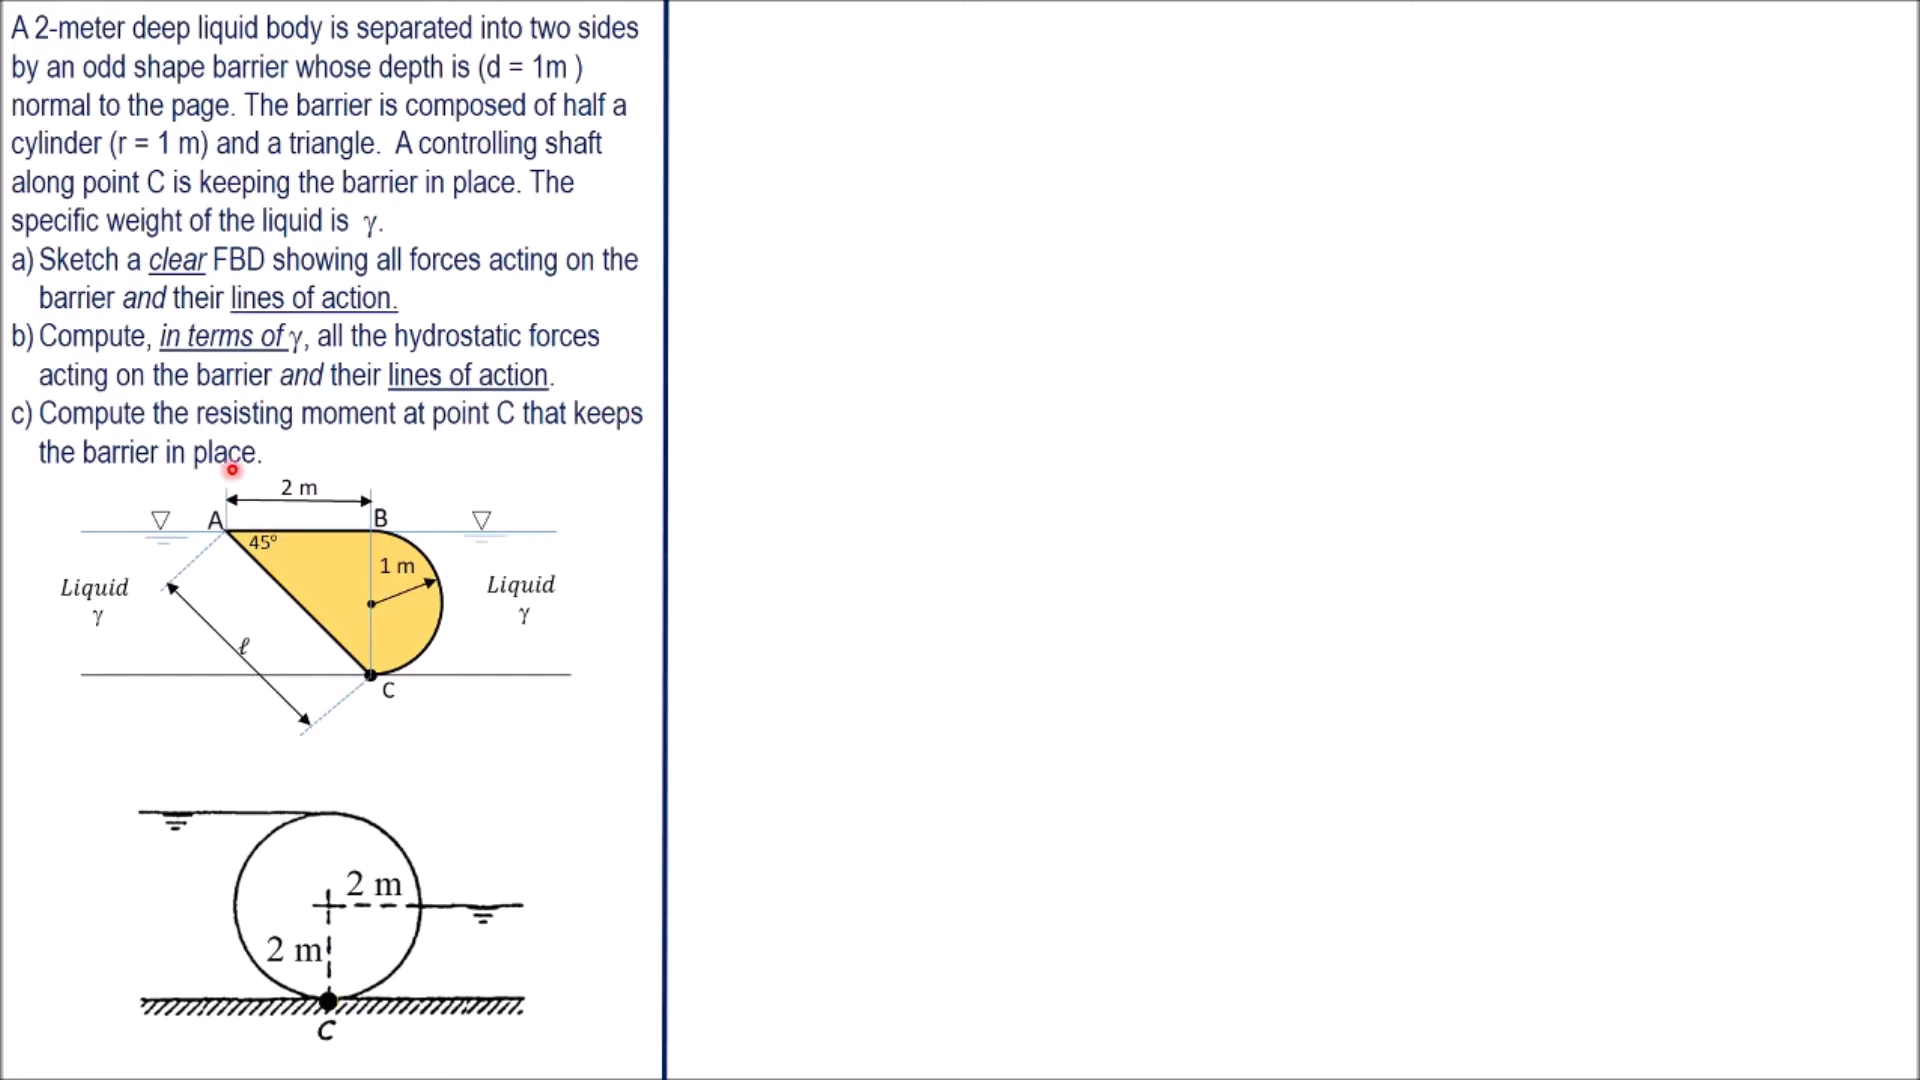 A 2-meter deep liquid body is separated into two sides
by an odd shape barrier whose depth is (d = 1m )
normal to the page. The barrier is composed of half a
cylinder (r = 1 m) and a triangle. A controlling shaft
along point C is keeping the barrier in place. The
specific weight of the liquid is γ.
a) Sketch a clear FBD showing all forces acting on the
barrier and their lines of action.
b) Compute, in terms of γ, all the hydrostatic forces
acting on the barrier and their lines of action.
c) Compute the resisting moment at point C that keeps
the barrier in place.
2 m
A
B
45°
1 m
Liquid
γ
Liquid
γ
ℓ
C
2 m
2 m
C